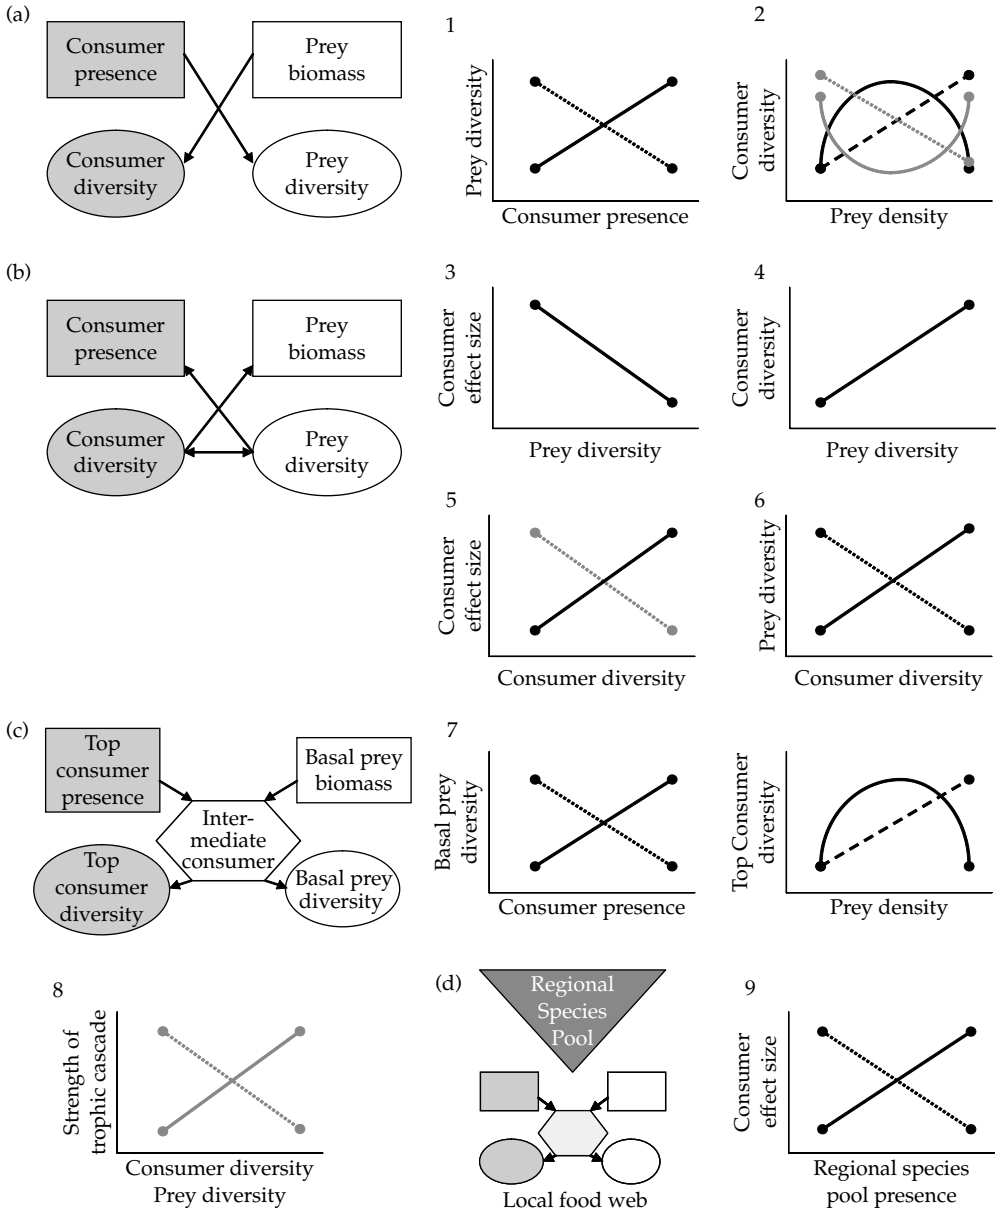 (a)
Consumer
presence
Prey
biomass
Consumer
diversity
Prey
diversity
1
Prey diversity
Consumer presence
2
Consumer
diversity
Prey density
(b)
Consumer
presence
Prey
biomass
Consumer
diversity
Prey
diversity
3
Consumer
effect size
Prey diversity
4
Consumer
diversity
Prey diversity
5
Consumer
effect size
Consumer diversity
6
Prey diversity
Consumer diversity
(c)
Top
consumer
presence
Basal prey
biomass
Inter-
mediate
consumer
Top
consumer
diversity
Basal prey
diversity
7
Basal prey
diversity
Consumer presence
Top Consumer
diversity
Prey density
8
Strength of
trophic cascade
Consumer diversity
Prey diversity
(d)
Regional
Species
Pool
Local food web
9
Consumer
effect size
Regional species
pool presence